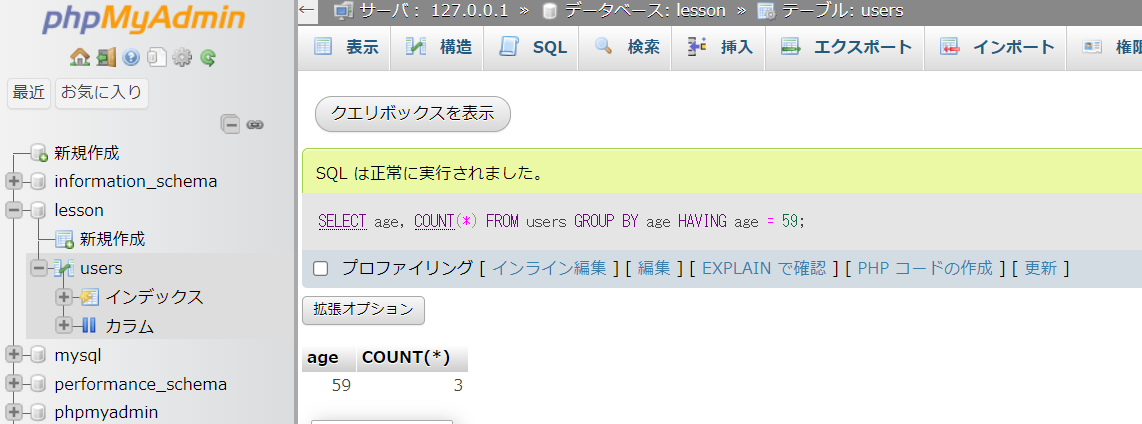 phpMyAdmin
最近 お気に入り
新規作成
information_schema
lesson
新規作成
users
インデックス
カラム
mysql
performance_schema
phpmyadmin
← サーバ: 127.0.0.1 » データベース: lesson » テーブル: users
表示 構造 SQL 検索 挿入 エクスポート インポート 権限
クエリボックスを表示
SQL は正常に実行されました。
SELECT age, COUNT(*) FROM users GROUP BY age HAVING age = 59;
プロファイリング [ インライン編集 ] [ 編集 ] [ EXPLAIN で確認 ] [ PHP コードの作成 ] [ 更新 ]
拡張オプション
age COUNT(*)
59 3